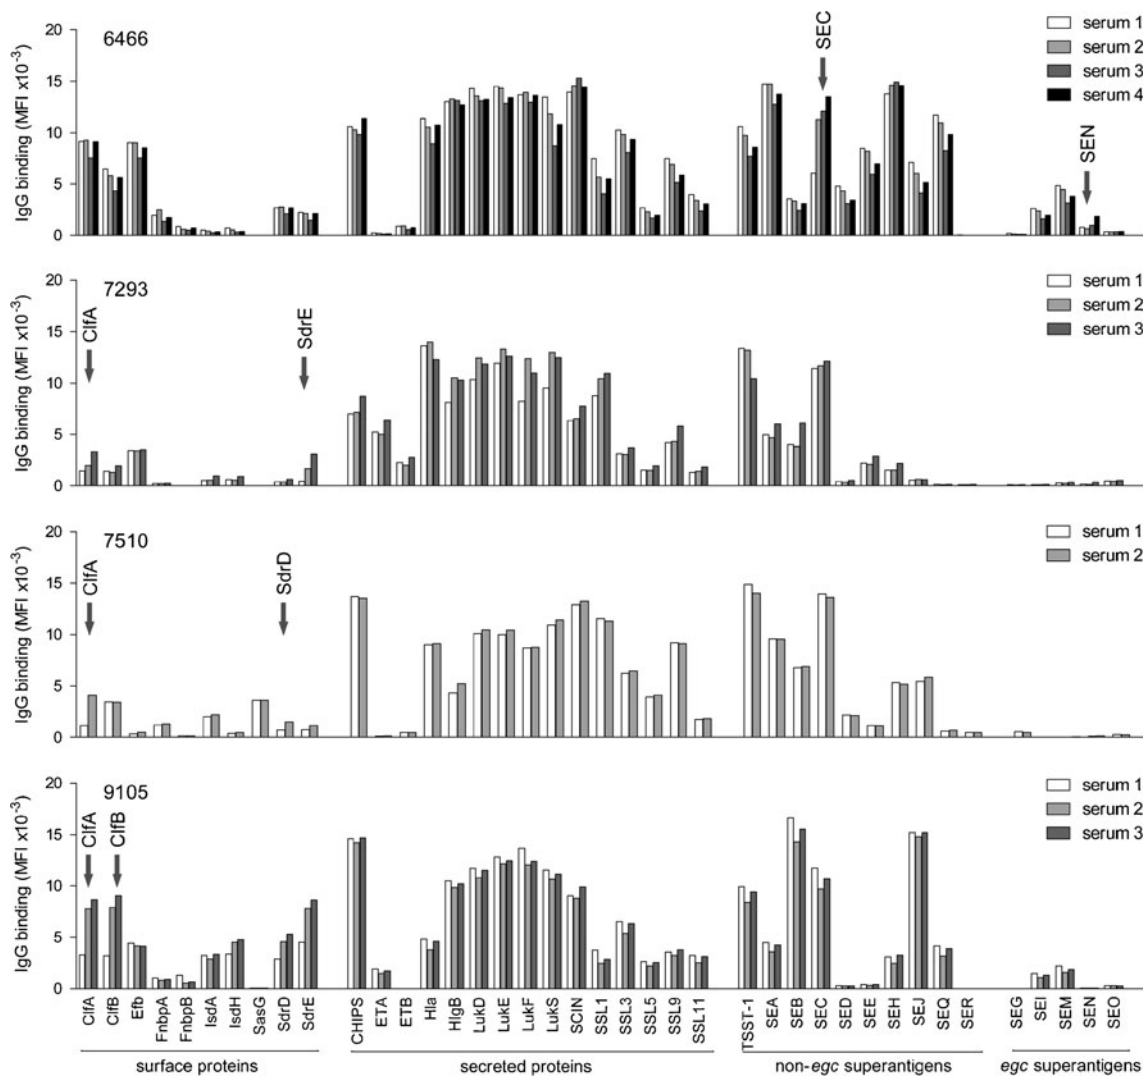 6466
IgG binding (MFI x10⁻³)
20
15
10
5
0
SEC
SEN
serum 1
serum 2
serum 3
serum 4
7293
IgG binding (MFI x10⁻³)
20
15
10
5
0
ClfA
SdrE
serum 1
serum 2
serum 3
7510
IgG binding (MFI x10⁻³)
20
15
10
5
0
ClfA
SdrD
serum 1
serum 2
9105
IgG binding (MFI x10⁻³)
20
15
10
5
0
ClfA
ClfB
serum 1
serum 2
serum 3
ClfA
ClfB
Efb
FnbpA
FnbpB
IsdA
IsdH
SasG
SdrD
SdrE
CHIPS
ETA
ETB
Hla
HlgB
LukD
LukE
LukF
LukS
SCIN
SSL1
SSL3
SSL5
SSL9
SSL11
TSST-1
SEA
SEB
SEC
SED
SEE
SEH
SEJ
SEQ
SER
SEG
SEI
SEM
SEN
SEO
surface proteins
secreted proteins
non-egc superantigens
egc superantigens